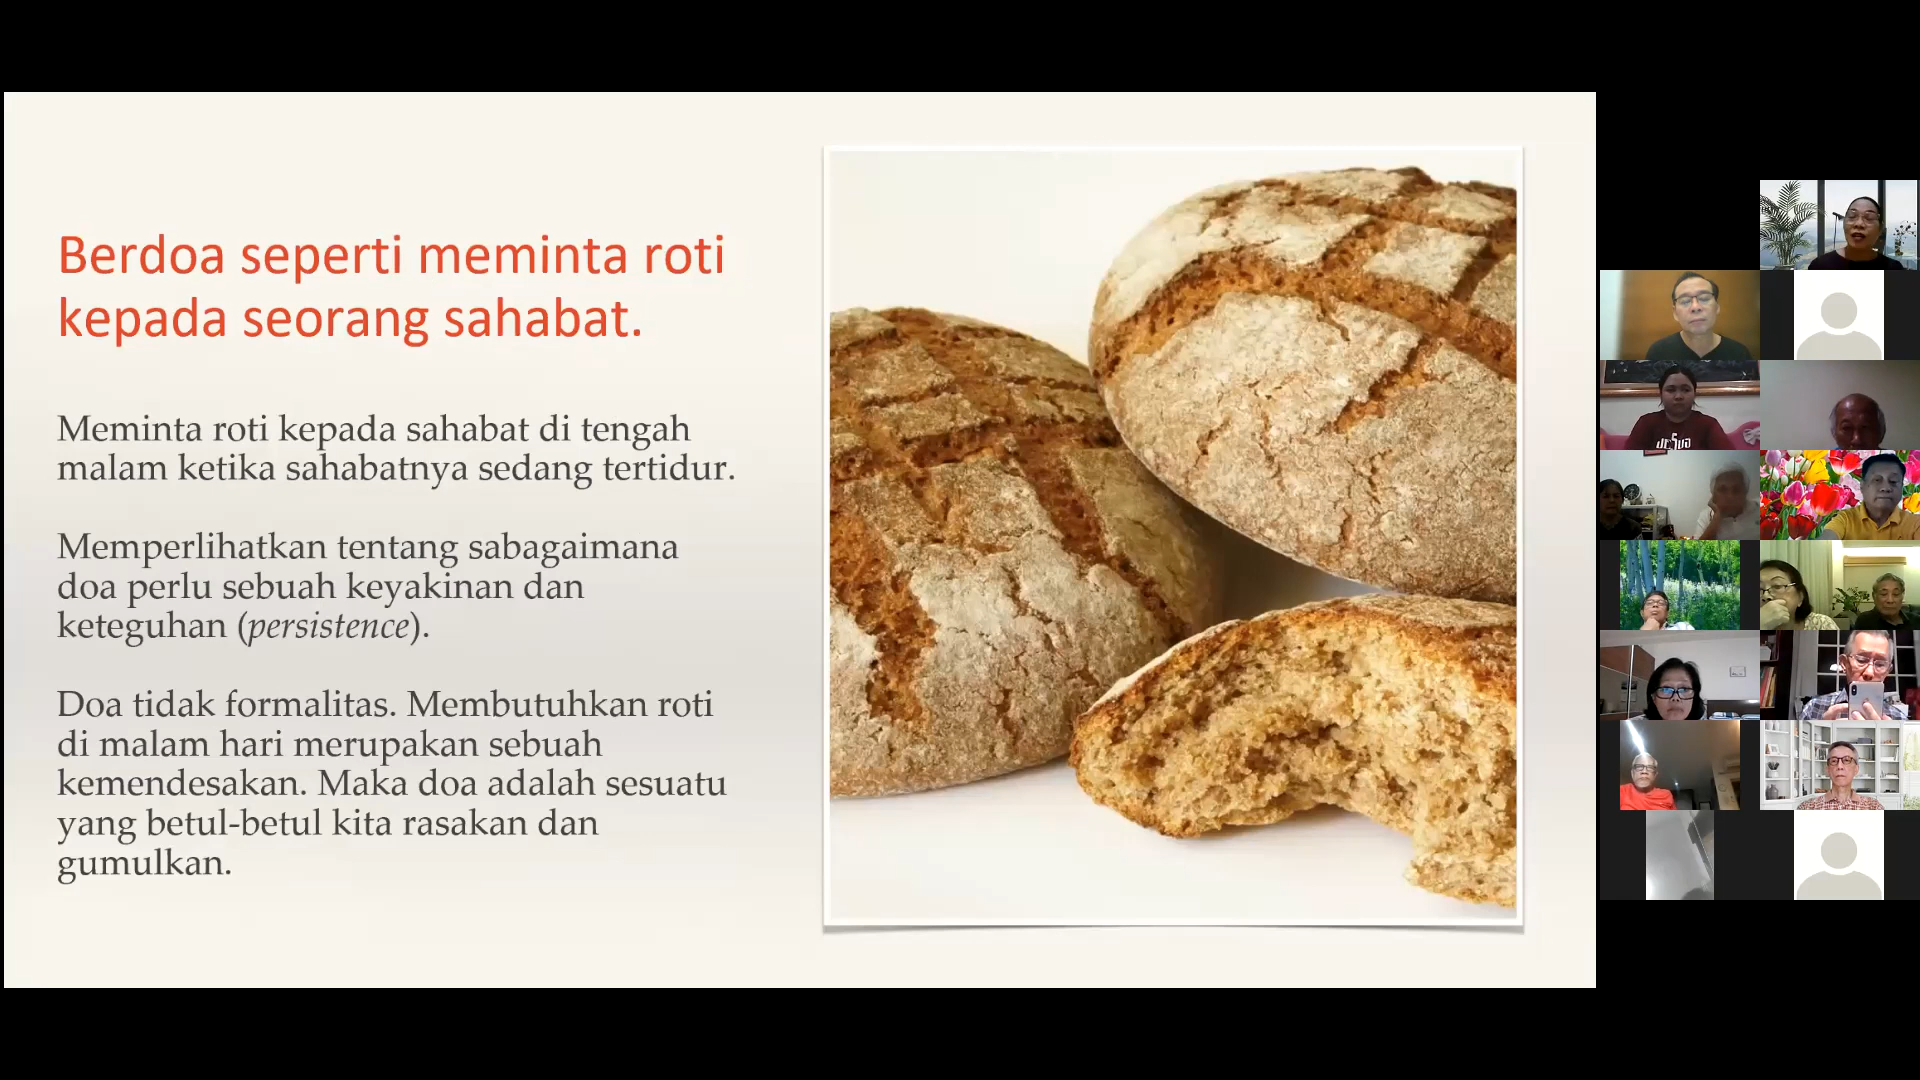 Berdoa seperti meminta roti
kepada seorang sahabat.
Meminta roti kepada sahabat di tengah
malam ketika sahabatnya sedang tertidur.
Memperlihatkan tentang sabagaimana
doa perlu sebuah keyakinan dan
keteguhan (persistence).
Doa tidak formalitas. Membutuhkan roti
di malam hari merupakan sebuah
kemendesakan. Maka doa adalah sesuatu
yang betul-betul kita rasakan dan
gumulkan.